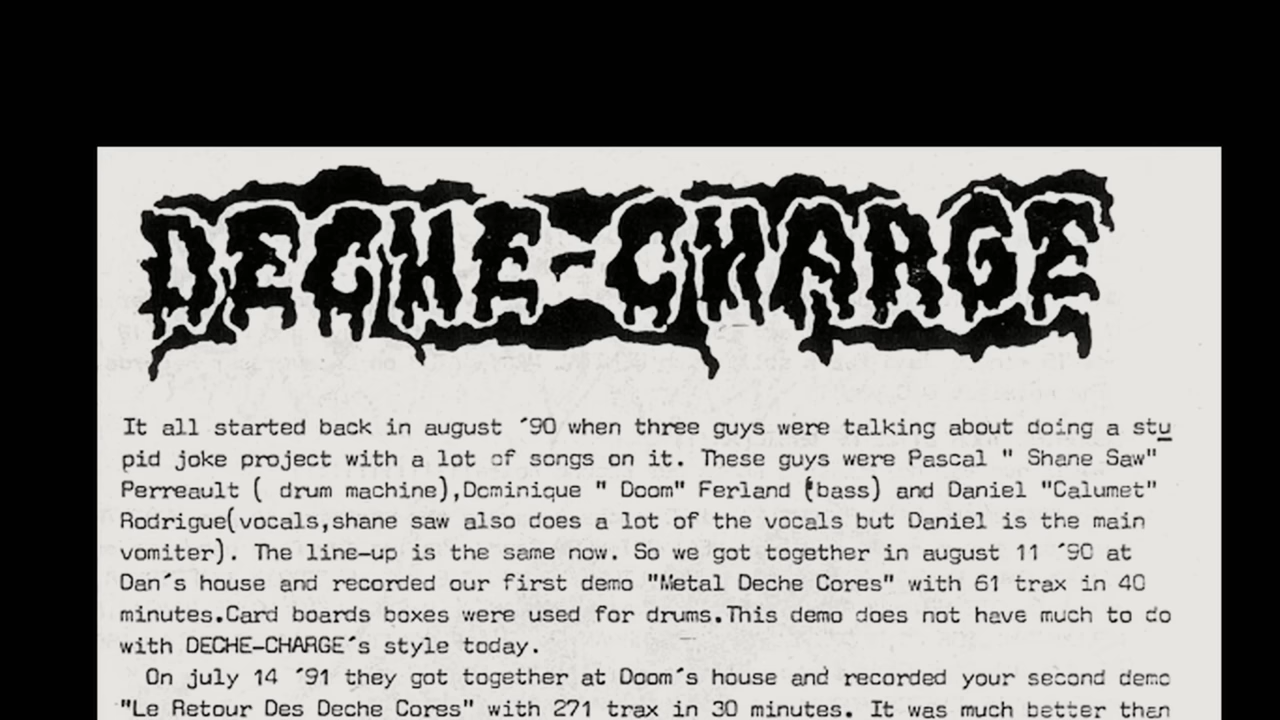 DECHE-CHARGE
It all started back in august ´90 when three guys were talking about doing a stu
pid joke project with a lot of songs on it. These guys were Pascal " Shane Saw"
Perreault ( drum machine),Dominique " Doom" Ferland (bass) and Daniel "Calumet"
Rodrigue(vocals,shane saw also does a lot of the vocals but Daniel is the main
vomiter). The line-up is the same now. So we got together in august 11 ´90 at
Dan´s house and recorded our first demo "Metal Deche Cores" with 61 trax in 40
minutes.Card boards boxes were used for drums.This demo does not have much to do
with DECHE-CHARGE´s style today.
On july 14 ´91 they got together at Doom´s house and recorded your second demo
"Le Retour Des Deche Cores" with 271 trax in 30 minutes. It was much better than